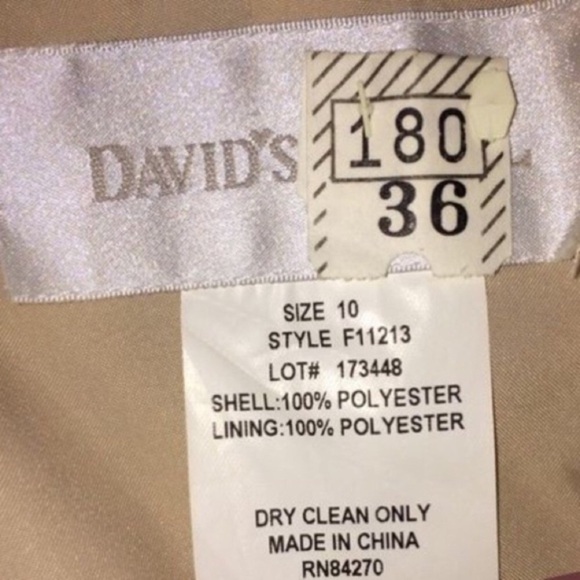 DAVID'S
180
36
SIZE 10
STYLE F11213
LOT# 173448
SHELL:100% POLYESTER
LINING:100% POLYESTER
DRY CLEAN ONLY
MADE IN CHINA
RN84270